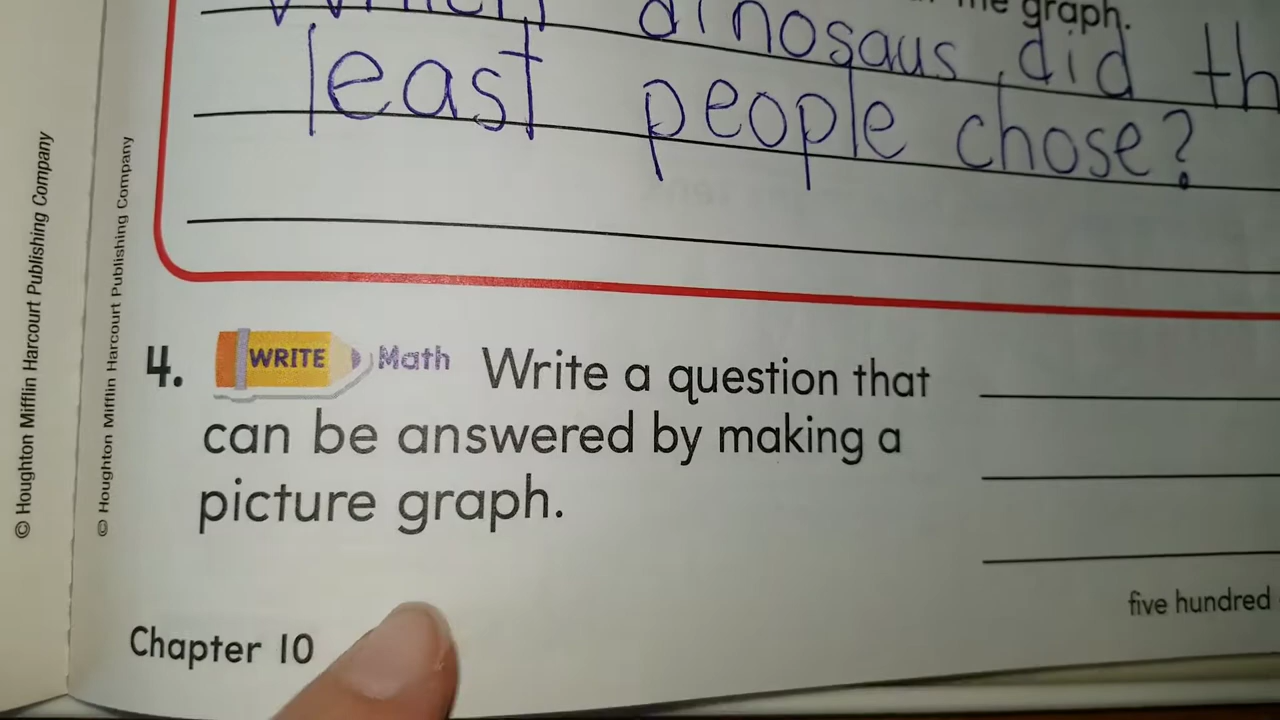 the graph.
Which dinosaus did th
least people chose?
4. WRITE Math Write a question that
can be answered by making a
picture graph.
Chapter 10
five hundred
© Houghton Mifflin Harcourt Publishing Company
© Houghton Mifflin Harcourt Publishing Company